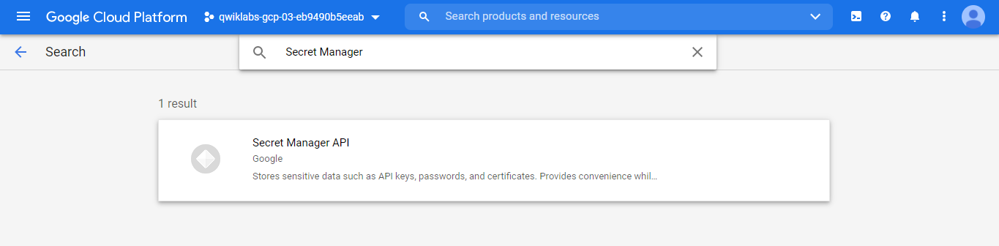 Google Cloud Platform
qwiklabs-gcp-03-eb9490b5eeab
Search products and resources
Search
Secret Manager
1 result
Secret Manager API
Google
Stores sensitive data such as API keys, passwords, and certificates. Provides convenience whil...